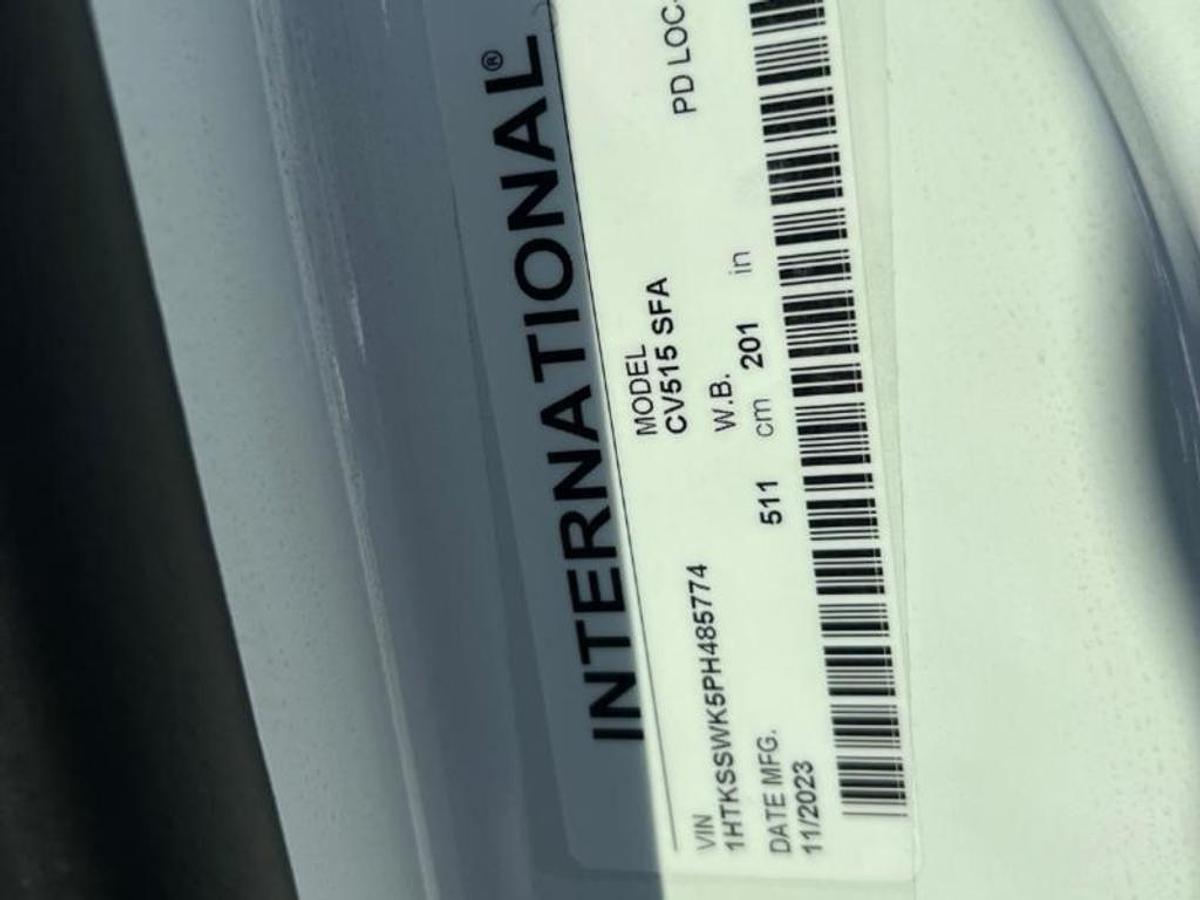 INTERNATIONAL®
MODEL
CV515 SFA
PD LOC
VIN
1HTKSSWK5PH485774
W.B.
511 cm 201 in
DATE MFG.
11/2023